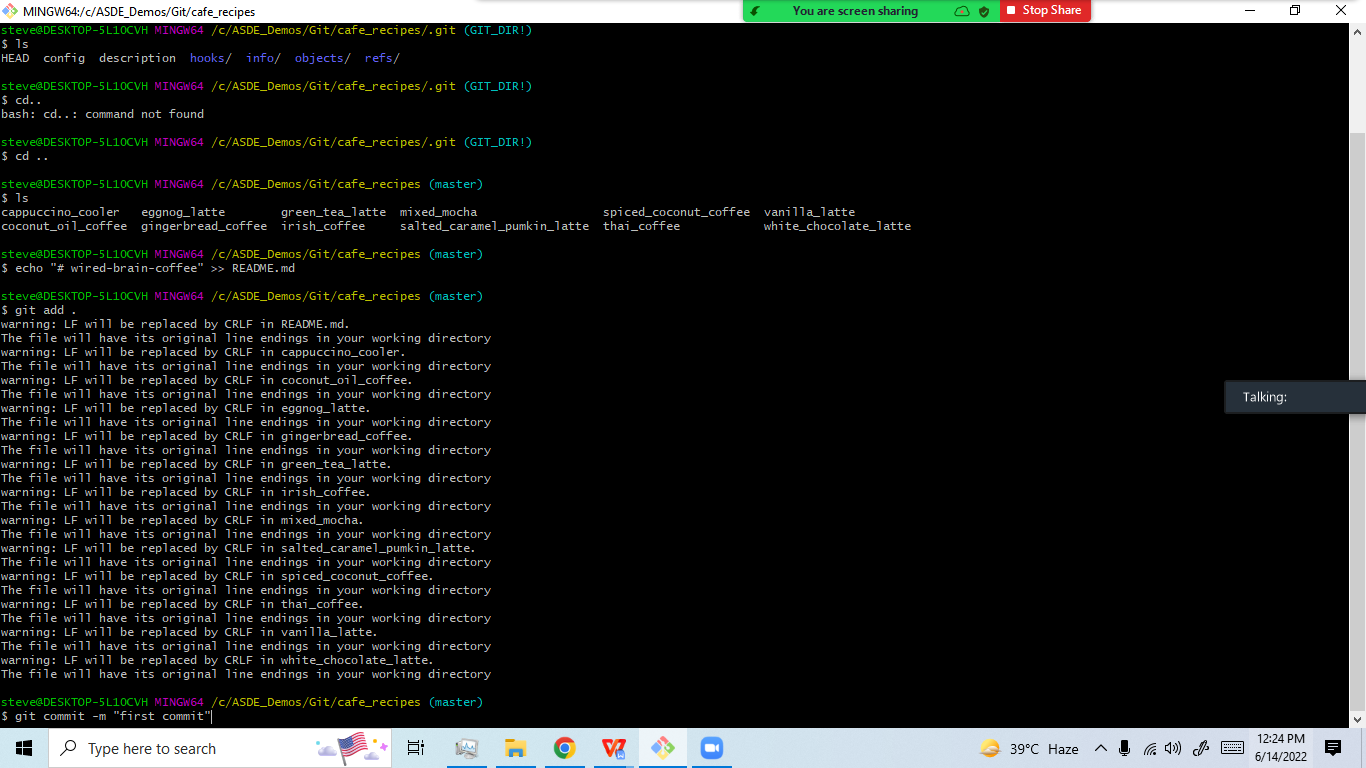 MINGW64:/c/ASDE_Demos/Git/cafe_recipes
You are screen sharing
Stop Share
steve@DESKTOP-5L1OCVH MINGW64 /c/ASDE_Demos/Git/cafe_recipes/.git (GIT_DIR!)
$ ls
HEAD  config  description  hooks/  info/  objects/  refs/
steve@DESKTOP-5L1OCVH MINGW64 /c/ASDE_Demos/Git/cafe_recipes/.git (GIT_DIR!)
$ cd..
bash: cd..: command not found
steve@DESKTOP-5L1OCVH MINGW64 /c/ASDE_Demos/Git/cafe_recipes/.git (GIT_DIR!)
$ cd ..
steve@DESKTOP-5L1OCVH MINGW64 /c/ASDE_Demos/Git/cafe_recipes (master)
$ ls
cappuccino_cooler   eggnog_latte        green_tea_latte  mixed_mocha                  spiced_coconut_coffee  vanilla_latte
coconut_oil_coffee  gingerbread_coffee  irish_coffee     salted_caramel_pumkin_latte  thai_coffee            white_chocolate_latte
steve@DESKTOP-5L1OCVH MINGW64 /c/ASDE_Demos/Git/cafe_recipes (master)
$ echo "# wired-brain-coffee" >> README.md
steve@DESKTOP-5L1OCVH MINGW64 /c/ASDE_Demos/Git/cafe_recipes (master)
$ git add .
warning: LF will be replaced by CRLF in README.md.
The file will have its original line endings in your working directory
warning: LF will be replaced by CRLF in cappuccino_cooler.
The file will have its original line endings in your working directory
warning: LF will be replaced by CRLF in coconut_oil_coffee.
The file will have its original line endings in your working directory
warning: LF will be replaced by CRLF in eggnog_latte.
The file will have its original line endings in your working directory
warning: LF will be replaced by CRLF in gingerbread_coffee.
The file will have its original line endings in your working directory
warning: LF will be replaced by CRLF in green_tea_latte.
The file will have its original line endings in your working directory
warning: LF will be replaced by CRLF in irish_coffee.
The file will have its original line endings in your working directory
warning: LF will be replaced by CRLF in mixed_mocha.
The file will have its original line endings in your working directory
warning: LF will be replaced by CRLF in salted_caramel_pumkin_latte.
The file will have its original line endings in your working directory
warning: LF will be replaced by CRLF in spiced_coconut_coffee.
The file will have its original line endings in your working directory
warning: LF will be replaced by CRLF in thai_coffee.
The file will have its original line endings in your working directory
warning: LF will be replaced by CRLF in vanilla_latte.
The file will have its original line endings in your working directory
warning: LF will be replaced by CRLF in white_chocolate_latte.
The file will have its original line endings in your working directory
steve@DESKTOP-5L1OCVH MINGW64 /c/ASDE_Demos/Git/cafe_recipes (master)
$ git commit -m "first commit"
Talking:
Type here to search
39°C Haze
12:24 PM
6/14/2022